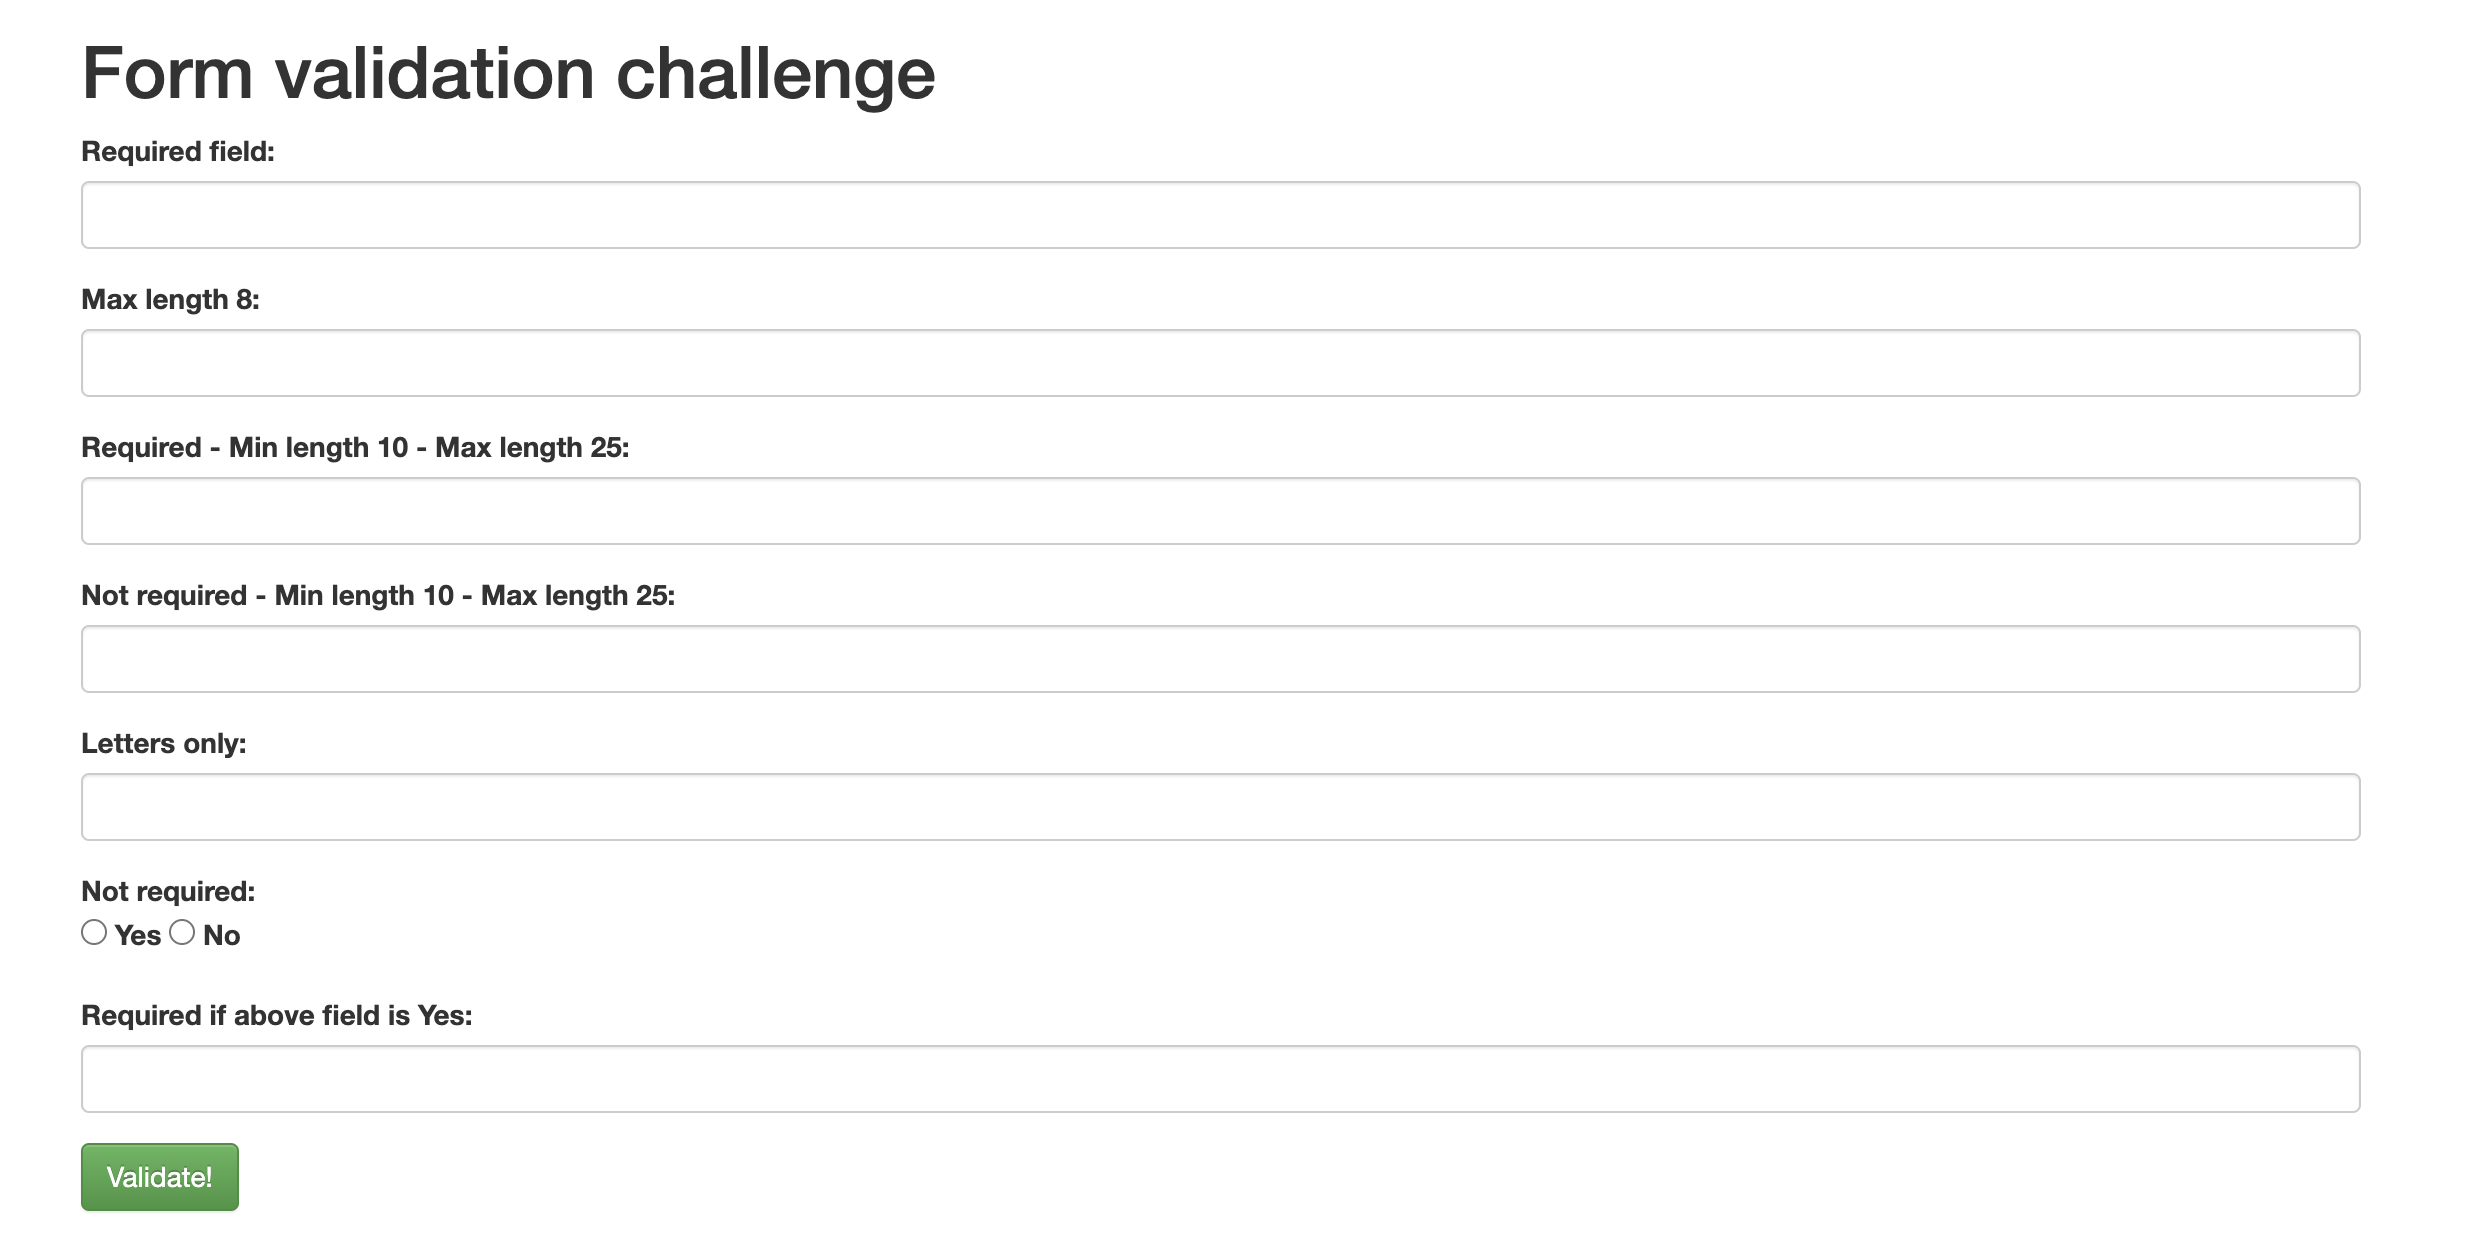 Form validation challenge
Required field:
Max length 8:
Required - Min length 10 - Max length 25:
Not required - Min length 10 - Max length 25:
Letters only:
Not required:
Yes No
Required if above field is Yes:
Validate!